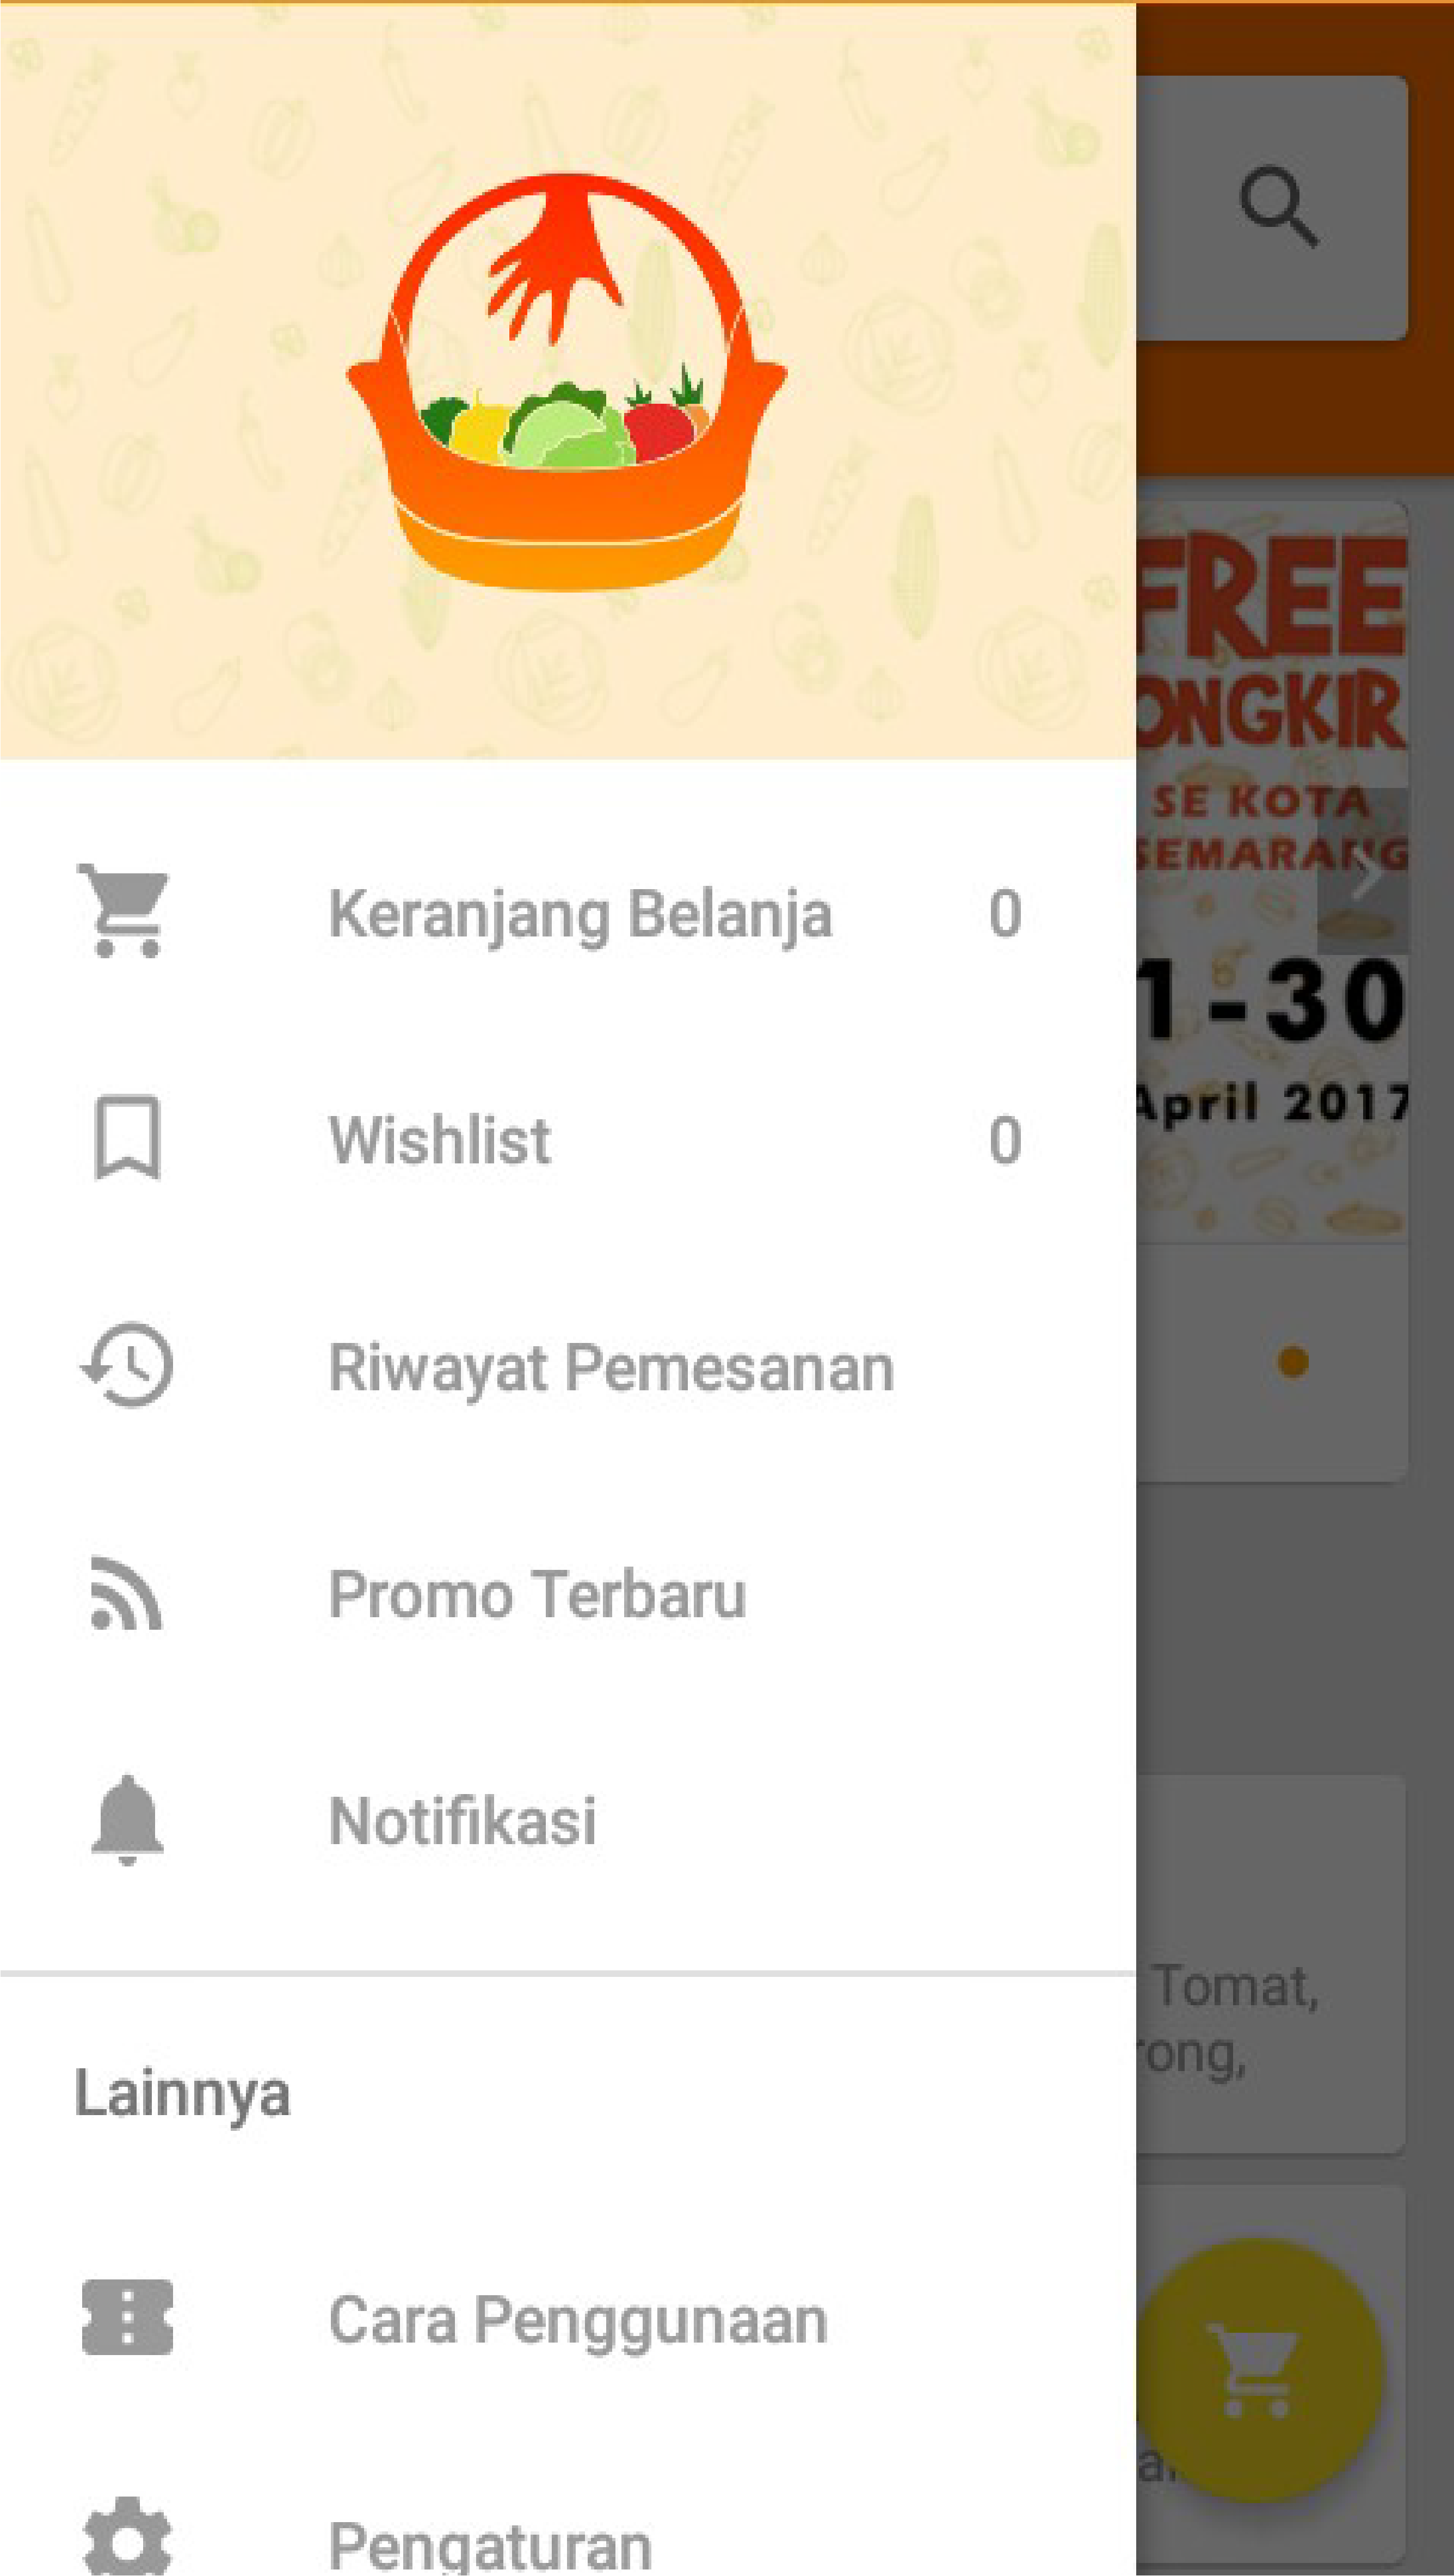 Keranjang Belanja 0
Wishlist 0
Riwayat Pemesanan
Promo Terbaru
Notifikasi
Lainnya
Cara Penggunaan
Pengaturan
FREE
ONGKIR
SE KOTA
SEMARANG
1-30
April 2017
Tomat,
rong,